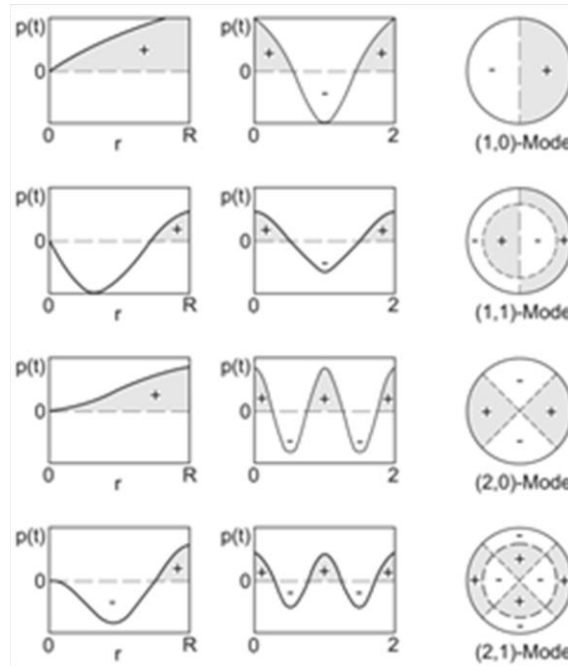 p(t) p(t)
+ + + - +
0 0 -
0 r R 0 2 (1,0)-Mode
p(t) p(t)
+ + + - + - +
0 0 -
0 r R 0 2 (1,1)-Mode
p(t) p(t)
+ + + + -
0 0 + +
- - -
0 r R 0 2 (2,0)-Mode
p(t) p(t)
+ + + + - +
0 0 + - - +
- - - + -
0 r R 0 2 (2,1)-Mode